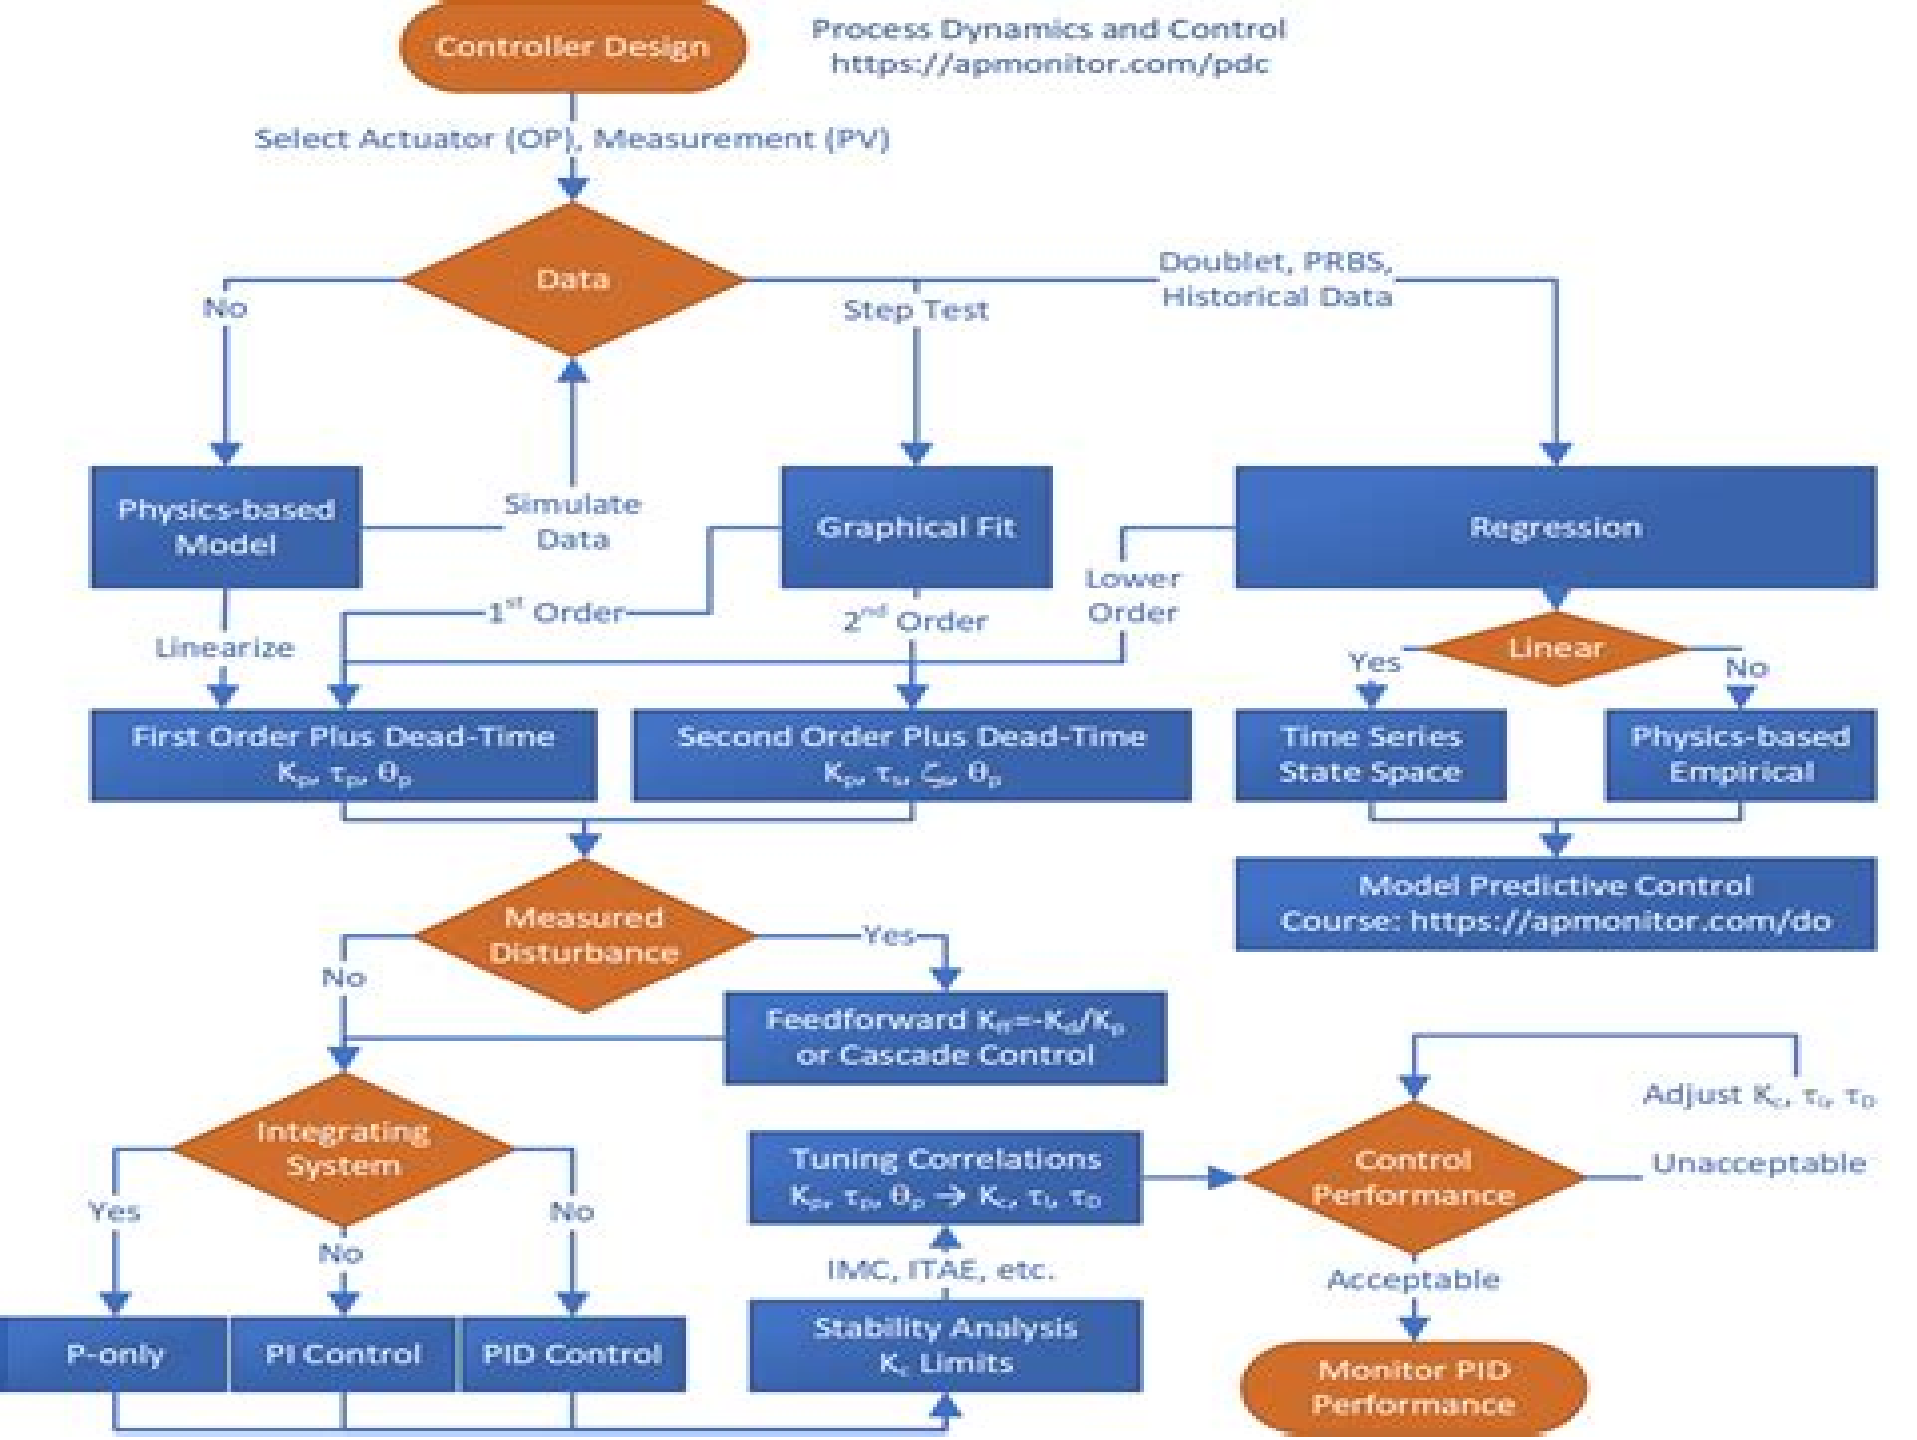 Controller Design
Process Dynamics and Control
https://apmonitor.com/pdc
Select Actuator (OP), Measurement (PV)
Data
No
Step Test
Doublet, PRBS,
Historical Data
Physics-based
Model
Simulate
Data
Graphical Fit
Regression
Lower
Order
1st Order
2nd Order
Linearize
Linear
Yes
No
First Order Plus Dead-Time
Kp, τp, θp
Second Order Plus Dead-Time
Kp, τs, ζs, θp
Time Series
State Space
Physics-based
Empirical
Model Predictive Control
Course: https://apmonitor.com/do
Measured
Disturbance
Yes
No
Feedforward Kff=-Kd/Kp
or Cascade Control
Integrating
System
Yes
No
No
Adjust Kc, τI, τD
Tuning Correlations
Kp, τp, θp → Kc, τI, τD
Control
Performance
Unacceptable
IMC, ITAE, etc.
Acceptable
P-only
PI Control
PID Control
Stability Analysis
Kc Limits
Monitor PID
Performance